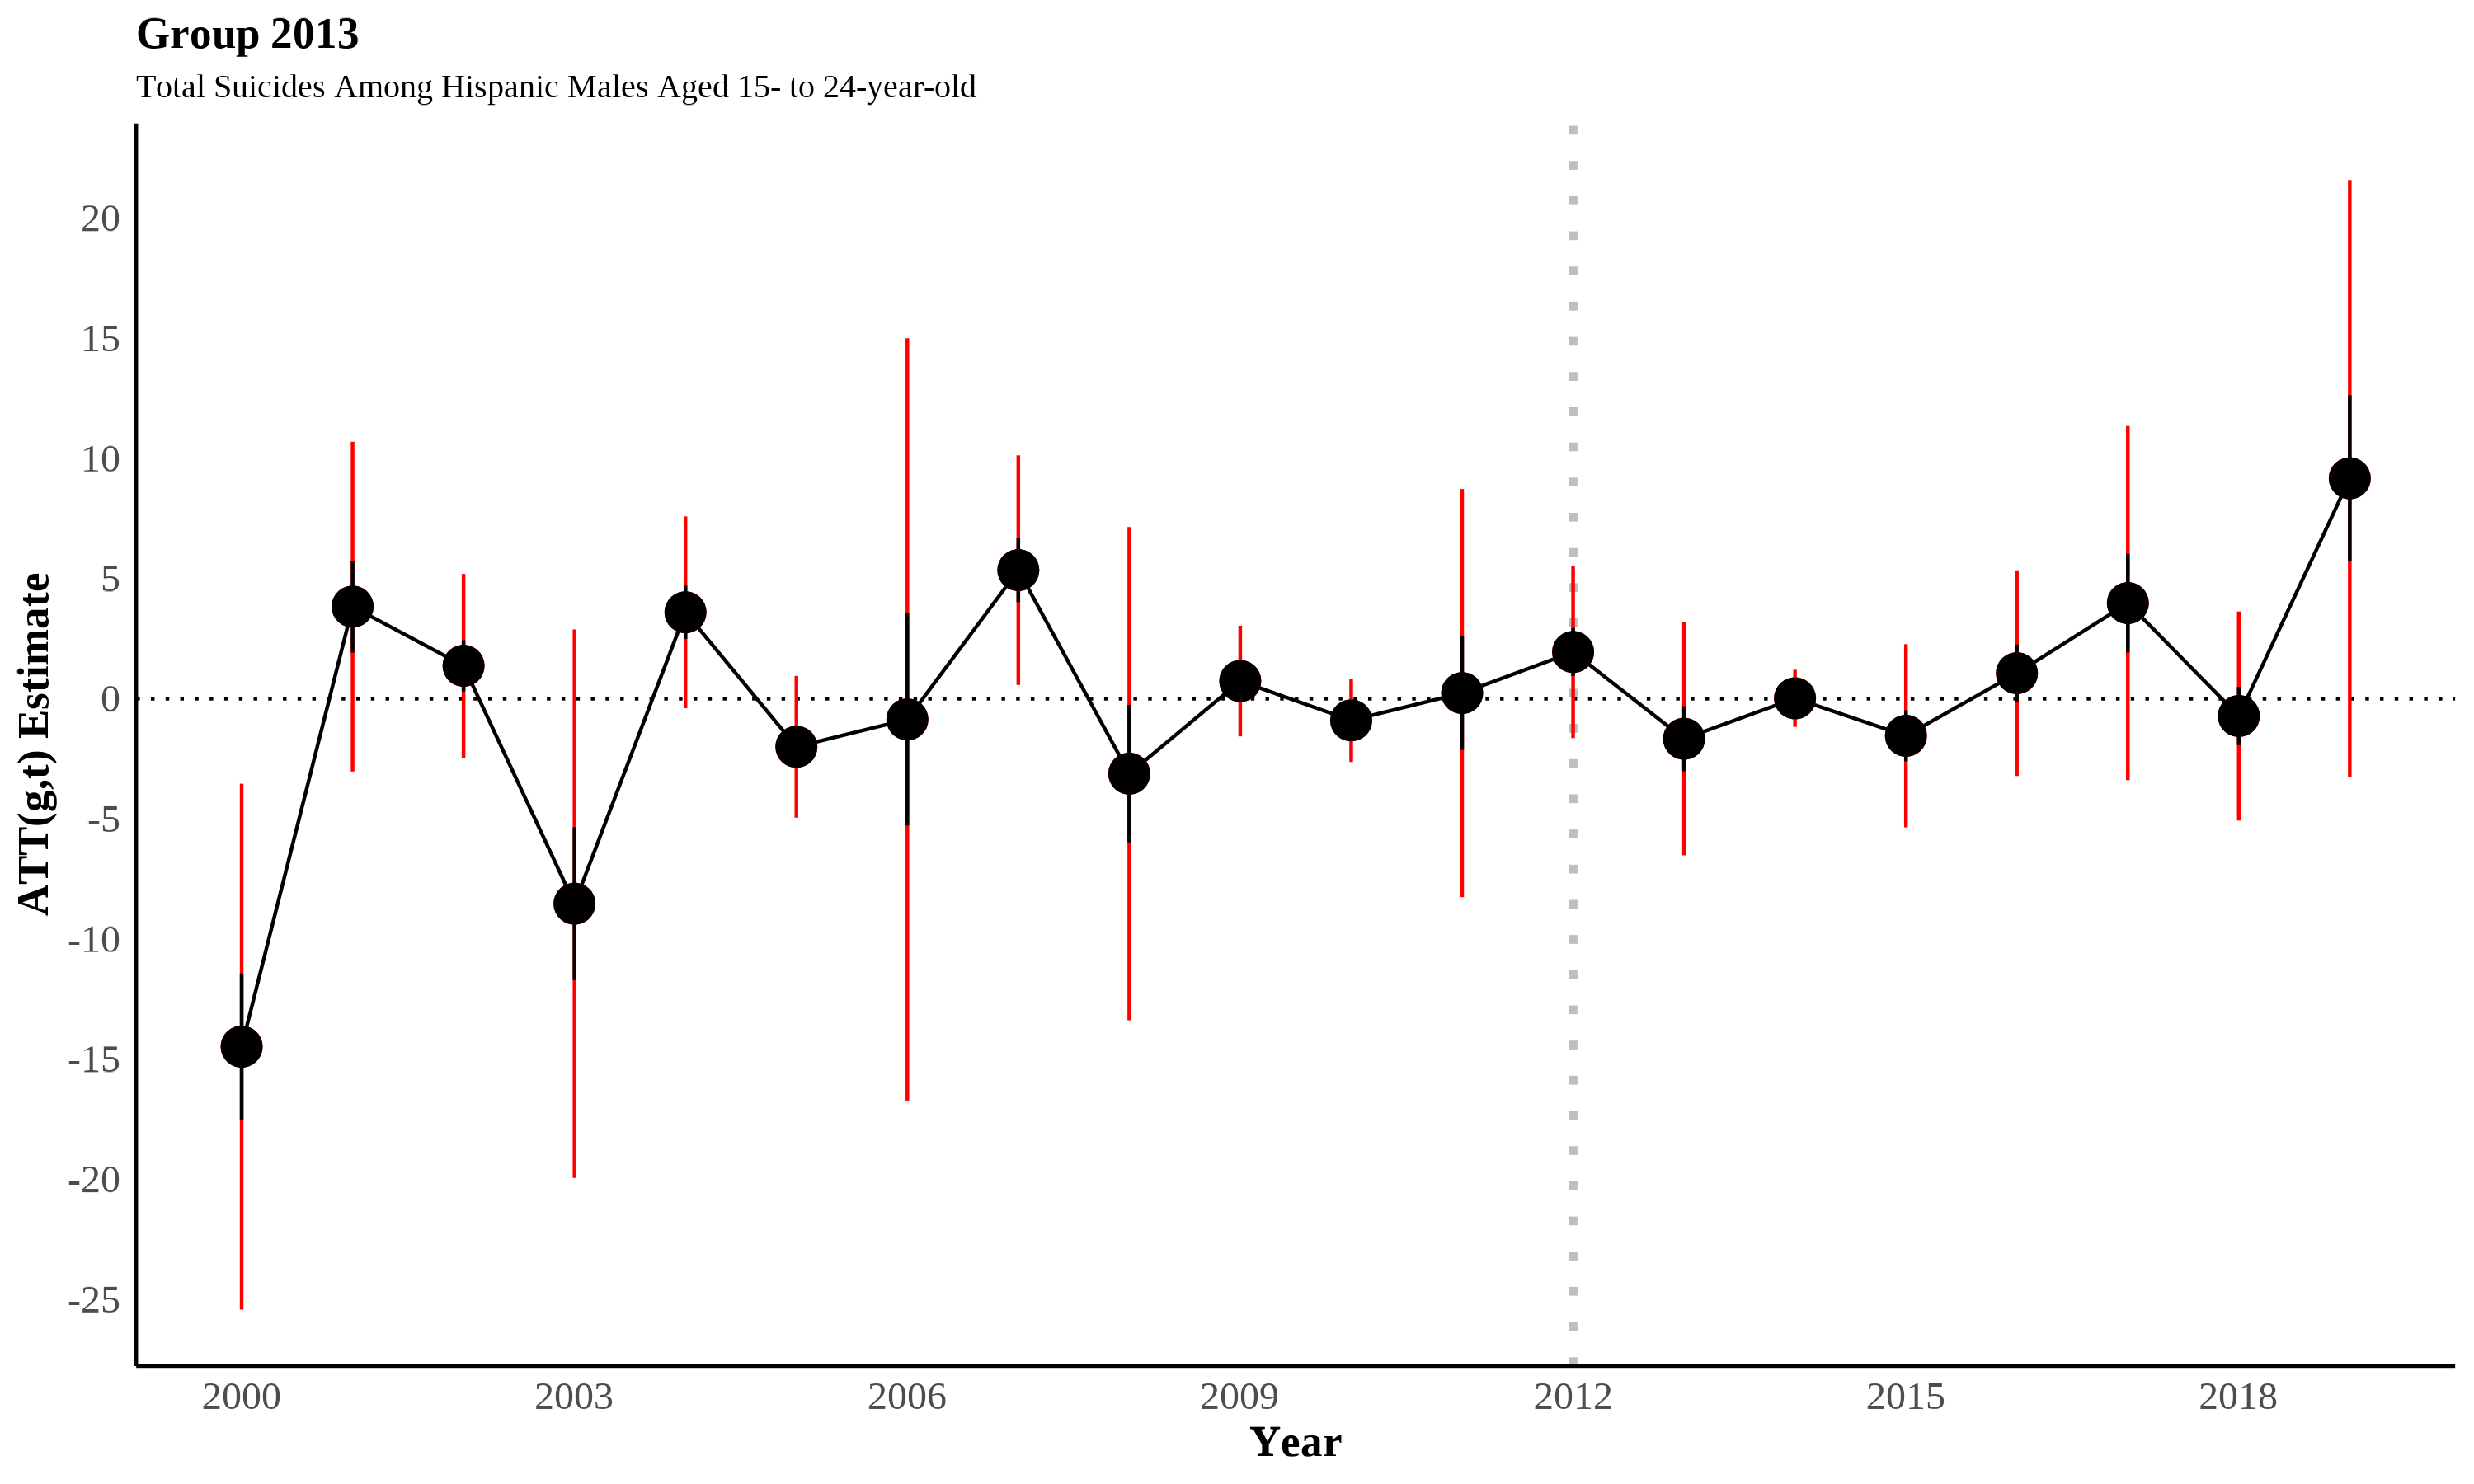 Group 2013
Total Suicides Among Hispanic Males Aged 15- to 24-year-old
ATT(g,t) Estimate
20
15
10
5
0
-5
-10
-15
-20
-25
2000 2003 2006 2009 2012 2015 2018
Year